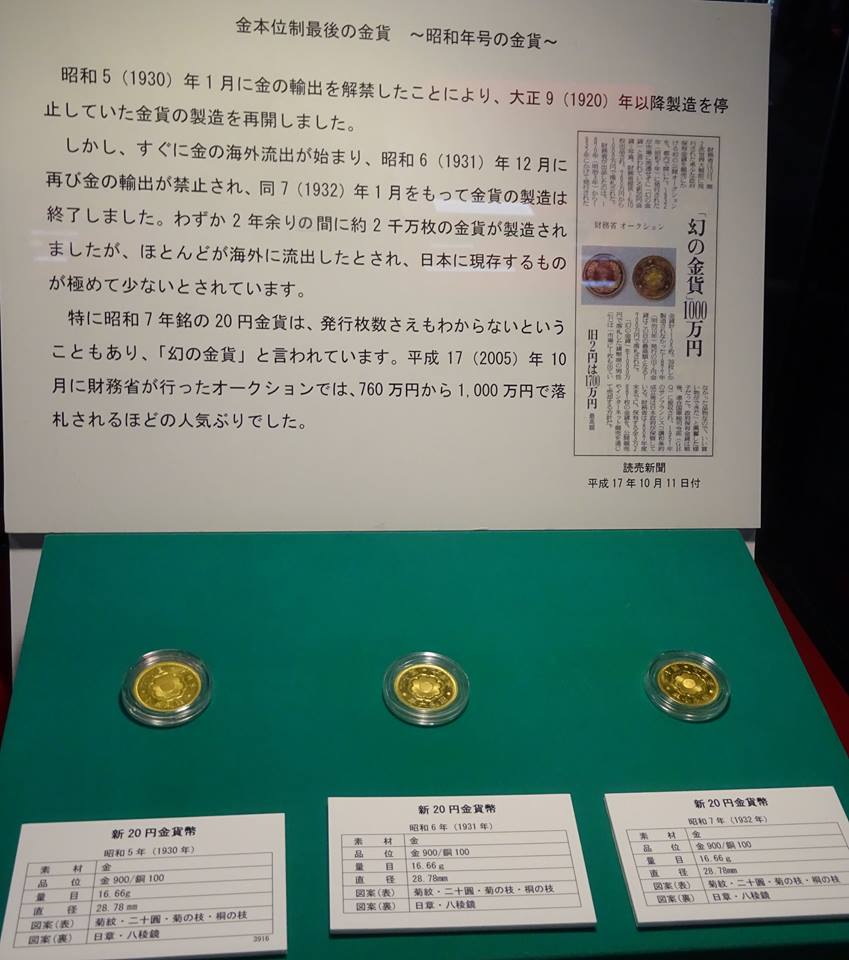 金本位制最後の金貨　～昭和年号の金貨～
昭和5（1930）年1月に金の輸出を解禁したことにより、大正9（1920）年以降製造を停
止していた金貨の製造を再開しました。
しかし、すぐに金の海外流出が始まり、昭和6（1931）年12月に
再び金の輸出が禁止され、同7（1932）年1月をもって金貨の製造は
終了しました。わずか2年余りの間に約2千万枚の金貨が製造され
ましたが、ほとんどが海外に流出したとされ、日本に現存するもの
が極めて少ないとされています。
特に昭和7年銘の20円金貨は、発行枚数さえもわからないという
こともあり、「幻の金貨」と言われています。平成17（2005）年10
月に財務省が行ったオークションでは、760万円から1,000万円で落
札されるほどの人気ぶりでした。
「幻の金貨」1000万円
財務省 オークション
旧2円は1700万円
最高額
読売新聞
平成17年10月11日付
新20円金貨幣
昭和5年（1930年）
素材 金
品位 金900/銅100
量目 16.66g
直径 28.78mm
図案(表) 菊紋・二十圓・菊の枝・桐の枝
図案(裏) 日章・八稜鏡
3916
新20円金貨幣
昭和6年（1931年）
素材 金
品位 金900/銅100
量目 16.66g
直径 28.78mm
図案(表) 菊紋・二十圓・菊の枝・桐の枝
図案(裏) 日章・八稜鏡
新20円金貨幣
昭和7年（1932年）
素材 金
品位 金900/銅100
量目 16.66g
直径 28.78mm
図案(表) 菊紋・二十圓・菊の枝・桐の枝
図案(裏) 日章・八稜鏡